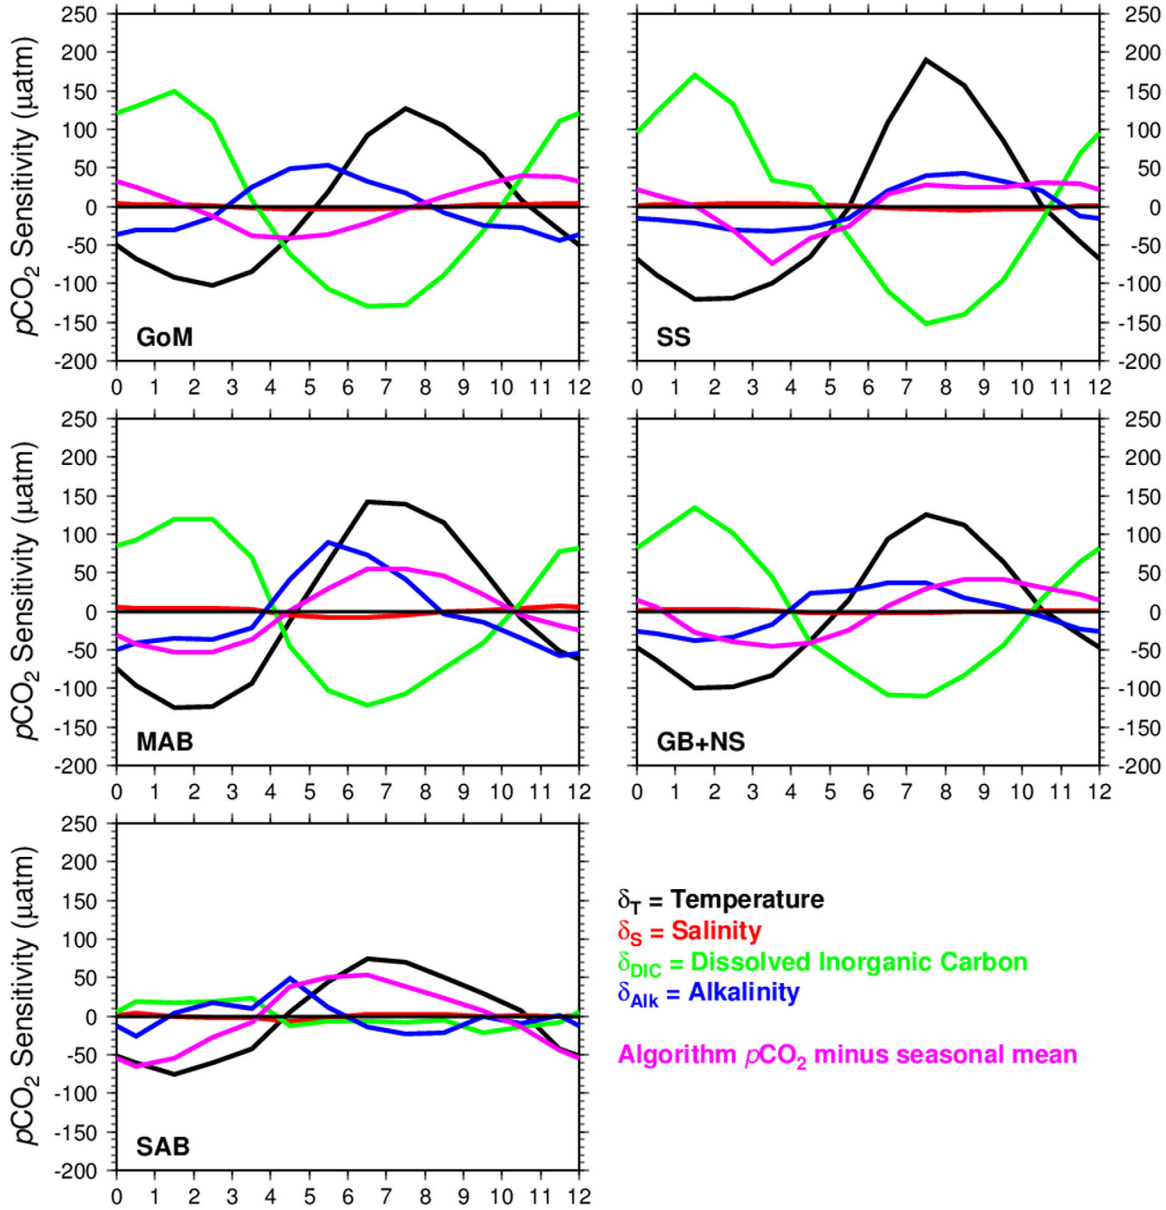 250 250
200 200
150 150
100 100
50 50
0 0
-50 -50
-100 -100
-150 -150
-200 -200
pCO2 Sensitivity (µatm)
GoM SS
0 1 2 3 4 5 6 7 8 9 10 11 12 0 1 2 3 4 5 6 7 8 9 10 11 12
250 250
200 200
150 150
100 100
50 50
0 0
-50 -50
-100 -100
-150 -150
-200 -200
pCO2 Sensitivity (µatm)
MAB GB+NS
0 1 2 3 4 5 6 7 8 9 10 11 12 0 1 2 3 4 5 6 7 8 9 10 11 12
250
200
150
100
50
0
-50
-100
-150
-200
pCO2 Sensitivity (µatm)
SAB
0 1 2 3 4 5 6 7 8 9 10 11 12
δT = Temperature
δS = Salinity
δDIC = Dissolved Inorganic Carbon
δAlk = Alkalinity
Algorithm pCO2 minus seasonal mean